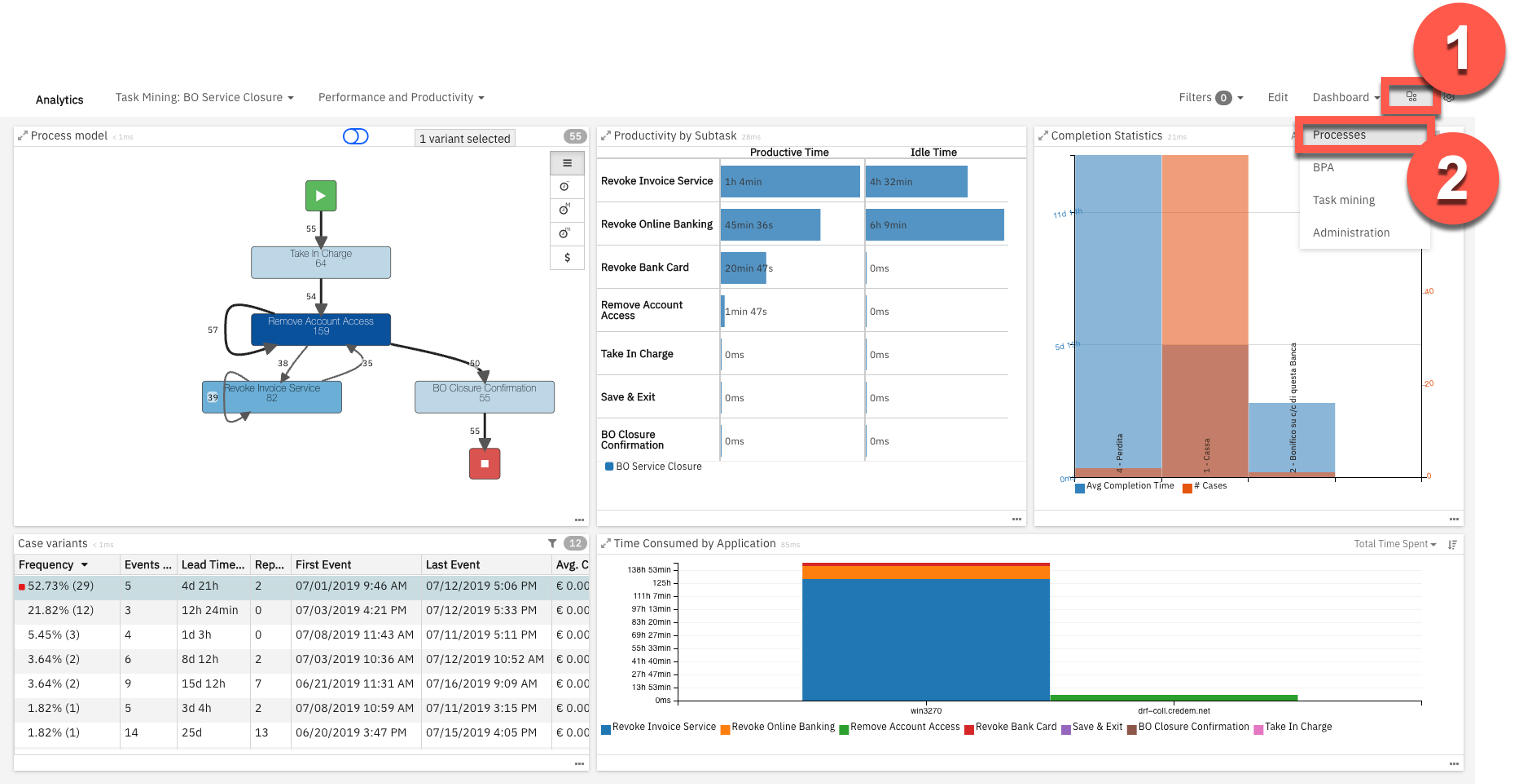 1
Analytics
Task Mining: BO Service Closure
Performance and Productivity
Filters 0
Edit
Dashboard
Processes
2
BPA
Task mining
Administration
Process model < 1ms
1 variant selected
55
55
Take In Charge
64
54
Remove Account Access
159
57
38
35
50
Revoke Invoice Service
82
39
BO Closure Confirmation
55
55
M
m
$
Productivity by Subtask 28ms
Productive Time Idle Time
Revoke Invoice Service 1h 4min 4h 32min
Revoke Online Banking 45min 36s 6h 9min
Revoke Bank Card 20min 47s 0ms
Remove Account
Access
1min 47s 0ms
Take In Charge 0ms 0ms
Save & Exit 0ms 0ms
BO Closure
Confirmation
0ms 0ms
BO Service Closure
Completion Statistics 21ms
40
20
0
0ms
4 - Perdita
1 - Cassa
2 - Bonifico su c/c di questa Banca
Avg Completion Time # Cases
Case variants < 1ms
12
Frequency Events ... Lead Time... Rep... First Event Last Event Avg. C
52.73% (29) 5 4d 21h 2 07/01/2019 9:46 AM 07/12/2019 5:06 PM € 0.00
21.82% (12) 3 12h 24min 0 07/03/2019 4:21 PM 07/12/2019 5:33 PM € 0.00
5.45% (3) 4 1d 3h 0 07/08/2019 11:43 AM 07/11/2019 5:11 PM € 0.00
3.64% (2) 6 8d 12h 2 07/03/2019 10:36 AM 07/12/2019 10:52 AM € 0.00
3.64% (2) 9 15d 12h 7 06/21/2019 11:31 AM 07/16/2019 9:09 AM € 0.00
1.82% (1) 5 3d 4h 2 07/08/2019 10:59 AM 07/11/2019 3:15 PM € 0.00
1.82% (1) 14 25d 13 06/20/2019 3:47 PM 07/15/2019 4:05 PM € 0.00
Time Consumed by Application 85ms
Total Time Spent
138h 53min
125h
111h 7min
97h 13min
83h 20min
69h 27min
55h 33min
41h 40min
27h 47min
13h 53min
0ms
win3270
drf-coll.credem.net
Revoke Invoice Service Revoke Online Banking Remove Account Access Revoke Bank Card Save & Exit BO Closure Confirmation Take In Charge